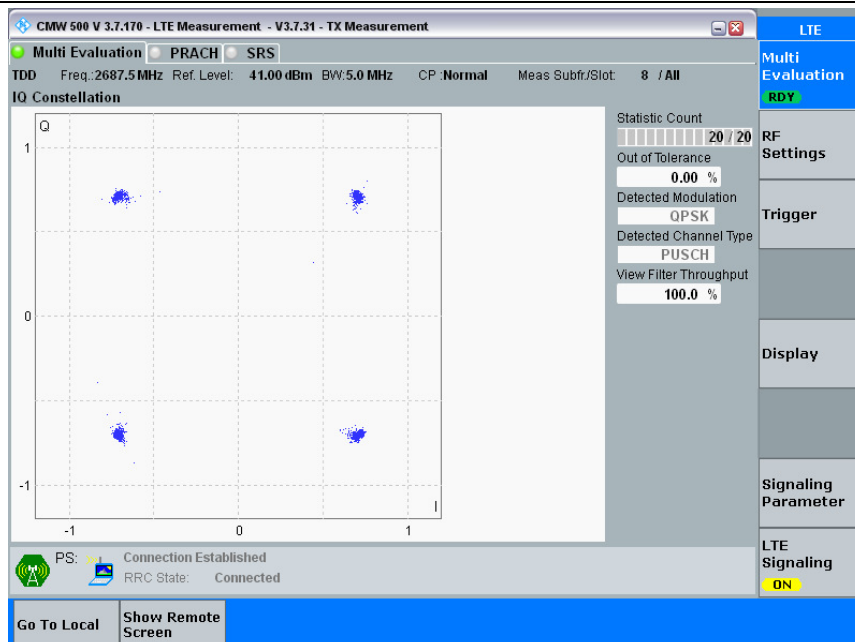 CMW 500 V 3.7.170 - LTE Measurement - V3.7.31 - TX Measurement
LTE
Multi Evaluation PRACH SRS
TDD Freq.:2687.5 MHz Ref. Level: 41.00 dBm BW:5.0 MHz CP :Normal Meas Subfr./Slot: 8 / All
IQ Constellation
Q
1
0
-1
I
-1 0 1
Statistic Count
20 / 20
Out of Tolerance
0.00 %
Detected Modulation
QPSK
Detected Channel Type
PUSCH
View Filter Throughput
100.0 %
Multi
Evaluation
RDY
RF
Settings
Trigger
Display
Signaling
Parameter
LTE
Signaling
ON
PS: Connection Established
RRC State: Connected
Go To Local
Show Remote
Screen